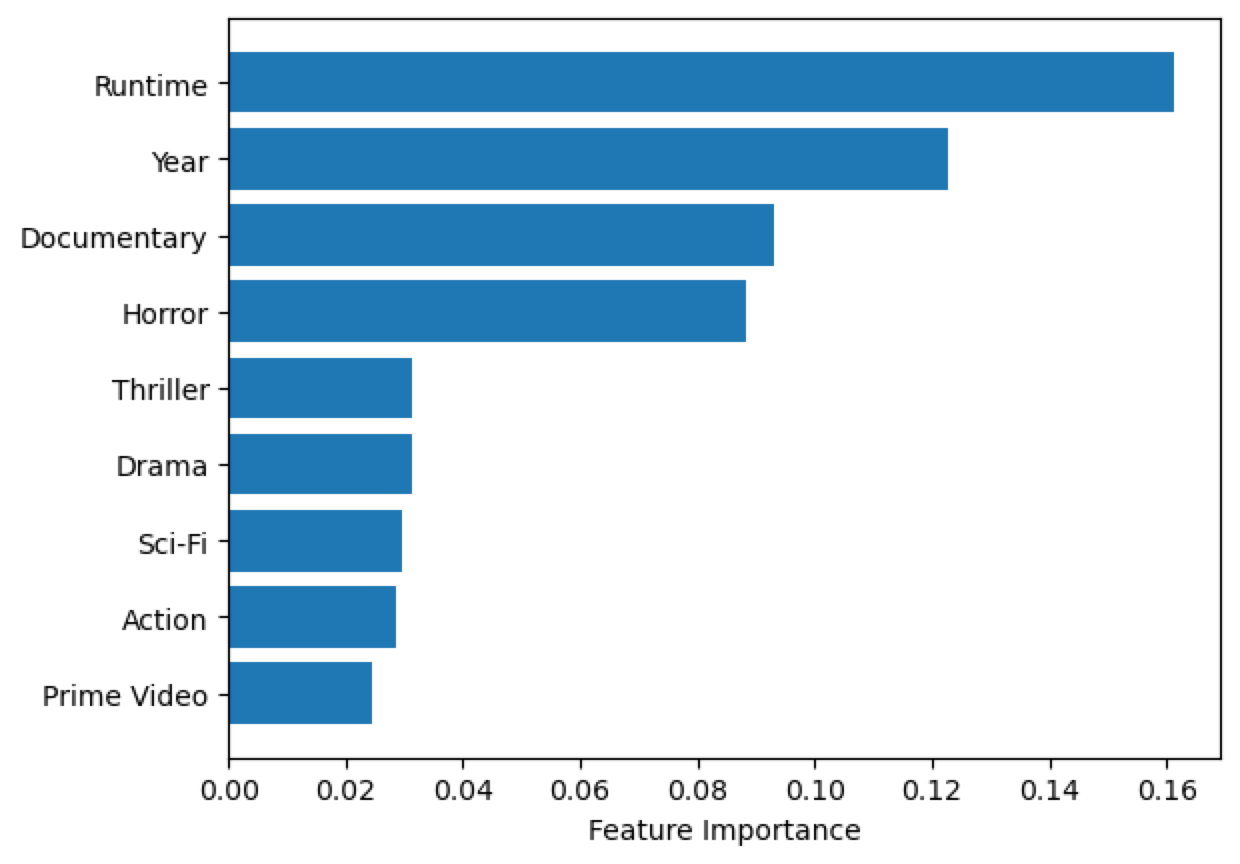 Runtime
Year
Documentary
Horror
Thriller
Drama
Sci-Fi
Action
Prime Video
0.00 0.02 0.04 0.06 0.08 0.10 0.12 0.14 0.16
Feature Importance